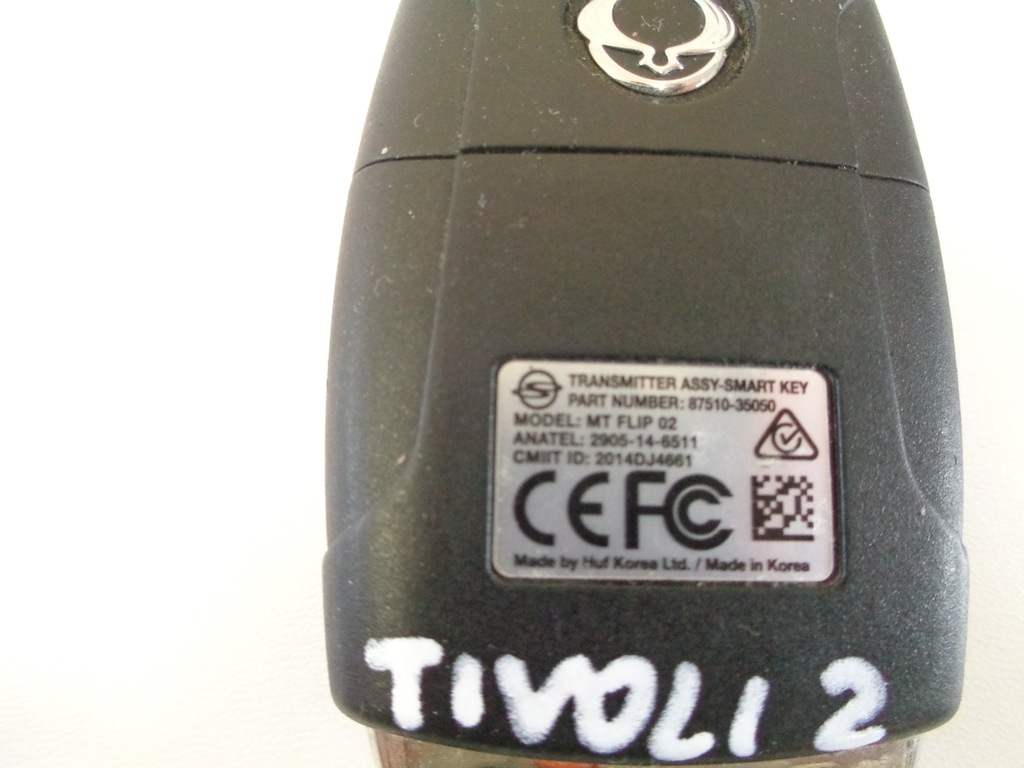 TRANSMITTER ASSY-SMART KEY
PART NUMBER: 87510-35050
MODEL: MT FLIP 02
ANATEL: 2905-14-6511
CMIIT ID: 2014DJ4661
CE FC
Made by Huf Korea Ltd. / Made in Korea
TIVOLI 2